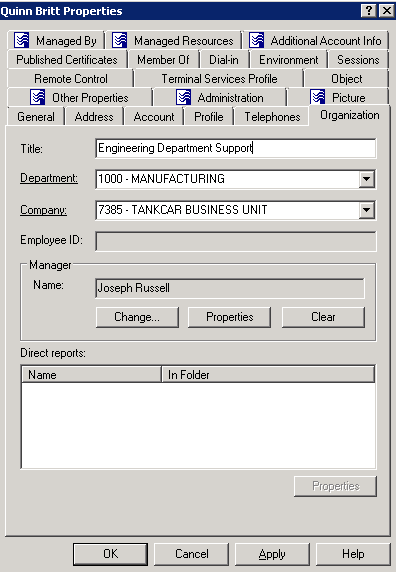 Quinn Britt Properties
Managed By Managed Resources Additional Account Info
Published Certificates Member Of Dial-in Environment Sessions
Remote Control Terminal Services Profile Object
Other Properties Administration Picture
General Address Account Profile Telephones Organization
Title: Engineering Department Support
Department: 1000 - MANUFACTURING
Company: 7385 - TANKCAR BUSINESS UNIT
Employee ID:
Manager
Name: Joseph Russell
Change... Properties Clear
Direct reports:
Name In Folder
Properties
OK Cancel Apply Help